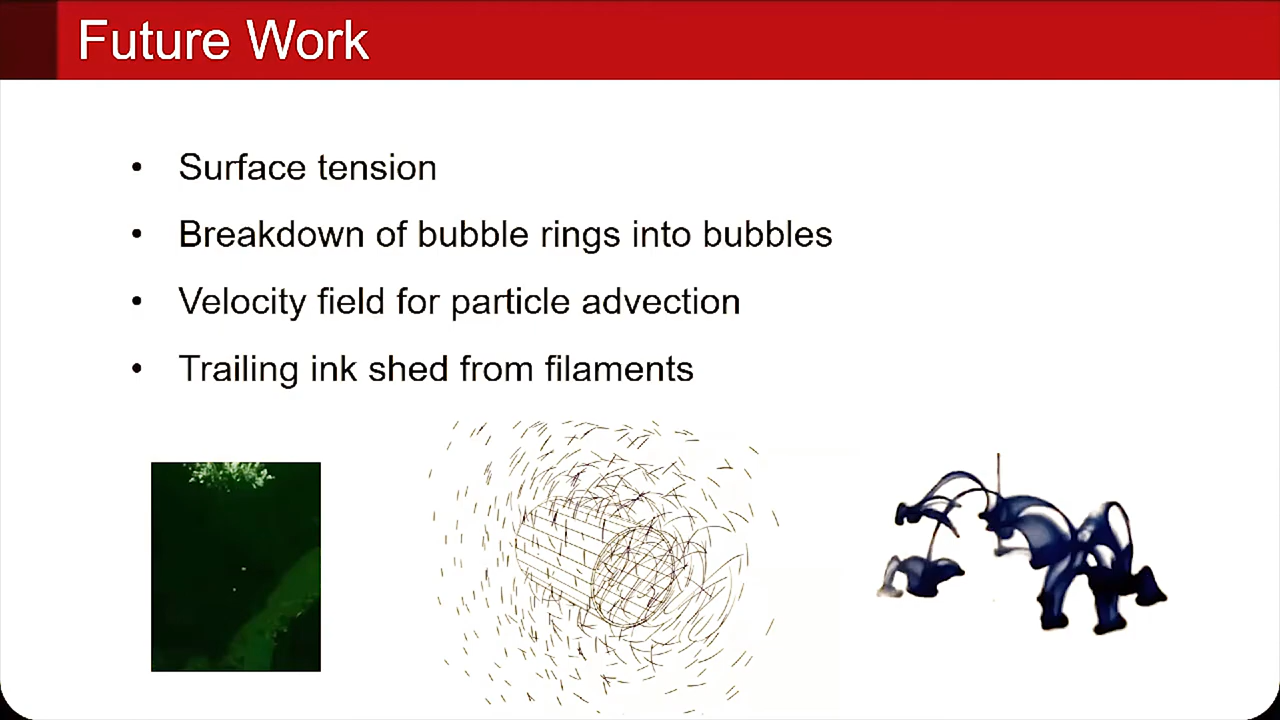 Future Work
• Surface tension
• Breakdown of bubble rings into bubbles
• Velocity field for particle advection
• Trailing ink shed from filaments